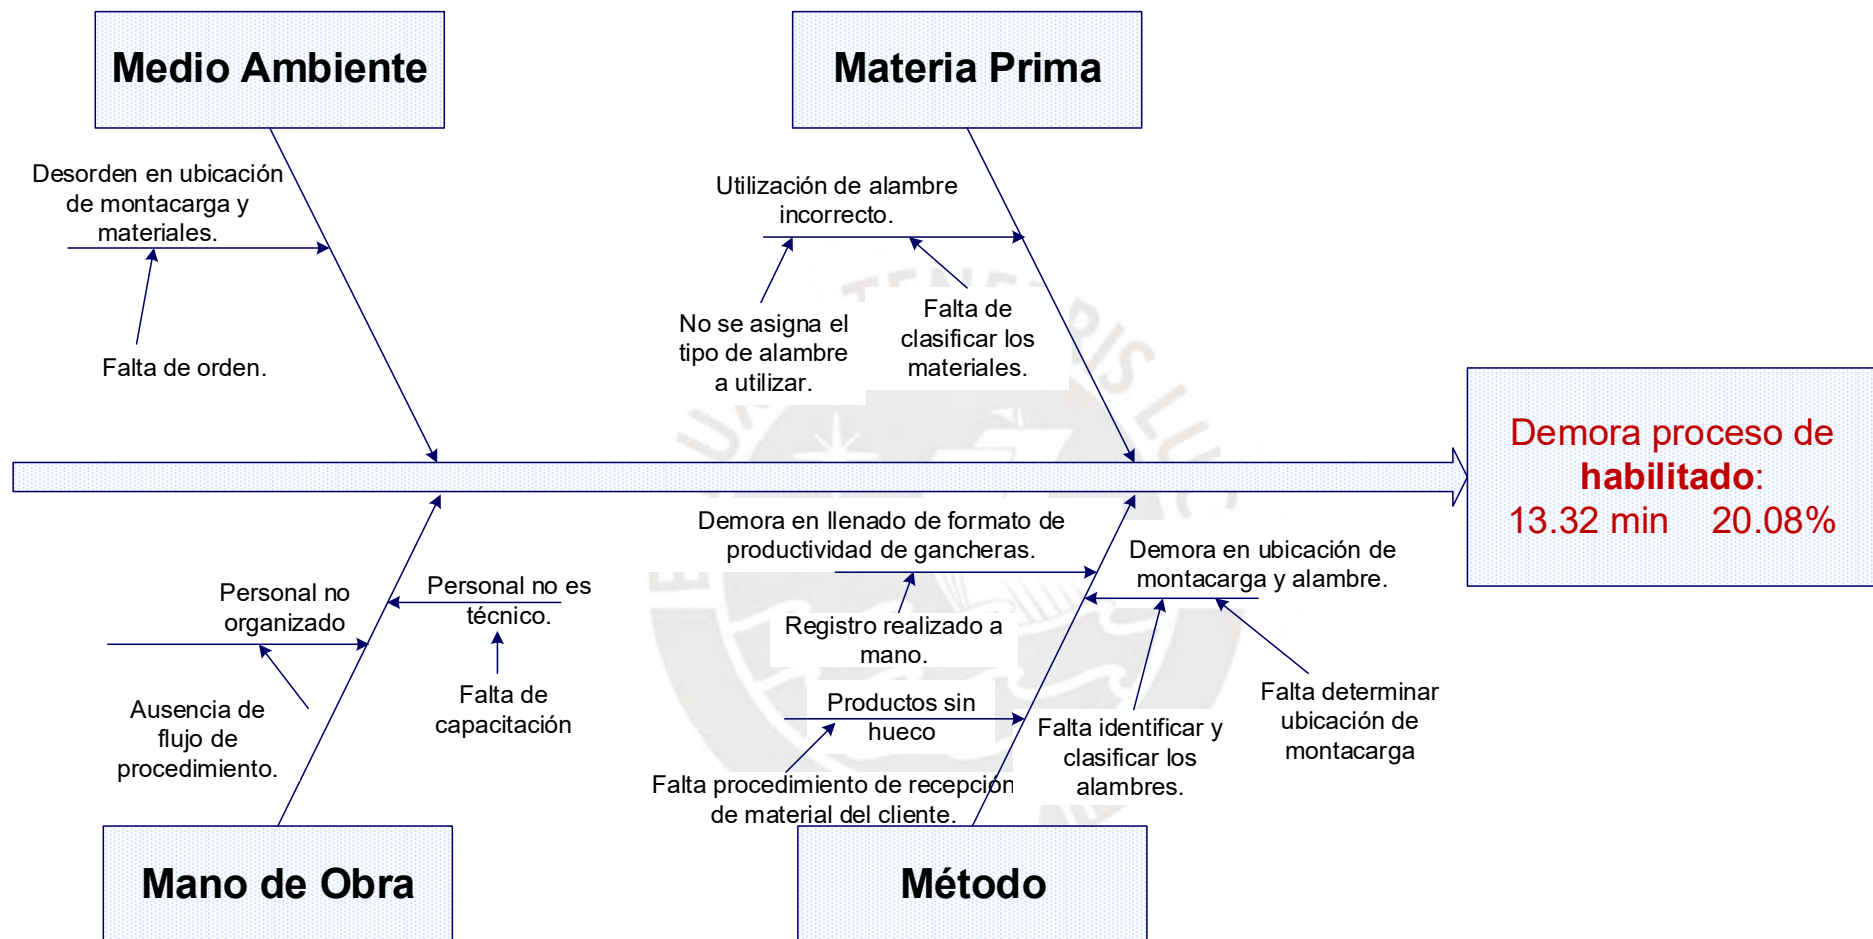 Medio Ambiente
Materia Prima
Desorden en ubicación
de montacarga y
materiales.
Falta de orden.
Utilización de alambre
incorrecto.
No se asigna el
tipo de alambre
a utilizar.
Falta de
clasificar los
materiales.
Demora proceso de
habilitado:
13.32 min 20.08%
Personal no
organizado
Personal no es
técnico.
Ausencia de
flujo de
procedimiento.
Falta de
capacitación
Demora en llenado de formato de
productividad de gancheras.
Registro realizado a
mano.
Productos sin
hueco
Falta procedimiento de recepción
de material del cliente.
Demora en ubicación de
montacarga y alambre.
Falta identificar y
clasificar los
alambres.
Falta determinar
ubicación de
montacarga
Mano de Obra
Método